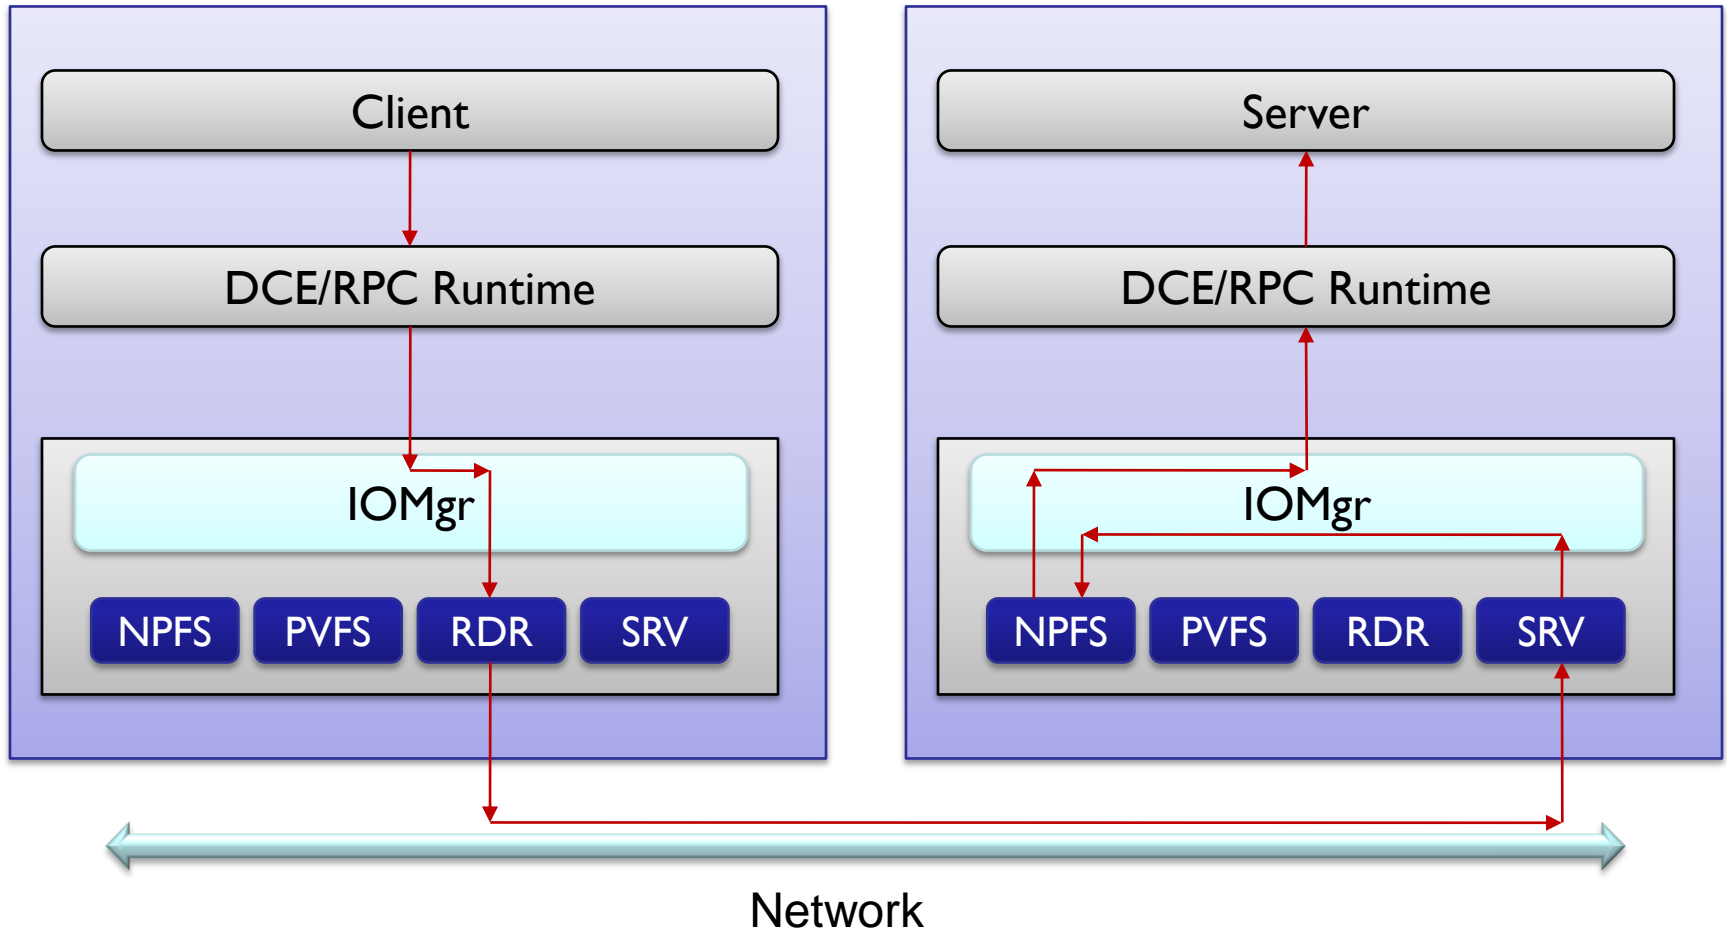 Client
DCE/RPC Runtime
IOMgr
NPFS PVFS RDR SRV
Server
DCE/RPC Runtime
IOMgr
NPFS PVFS RDR SRV
Network